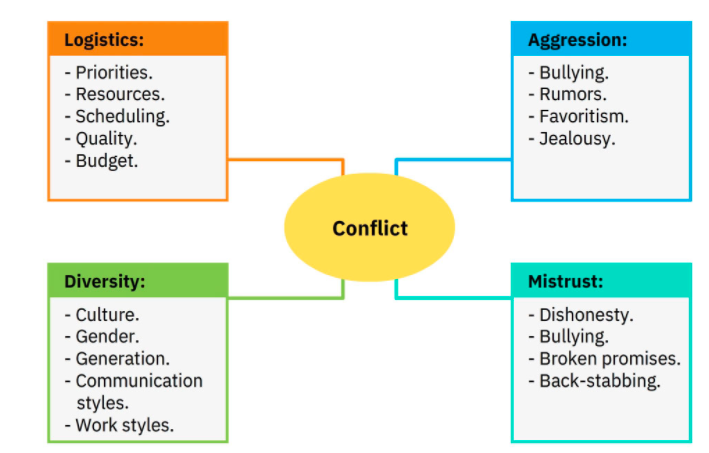 Logistics:
- Priorities.
- Resources.
- Scheduling.
- Quality.
- Budget.
Aggression:
- Bullying.
- Rumors.
- Favoritism.
- Jealousy.
Conflict
Diversity:
- Culture.
- Gender.
- Generation.
- Communication
styles.
- Work styles.
Mistrust:
- Dishonesty.
- Bullying.
- Broken promises.
- Back-stabbing.